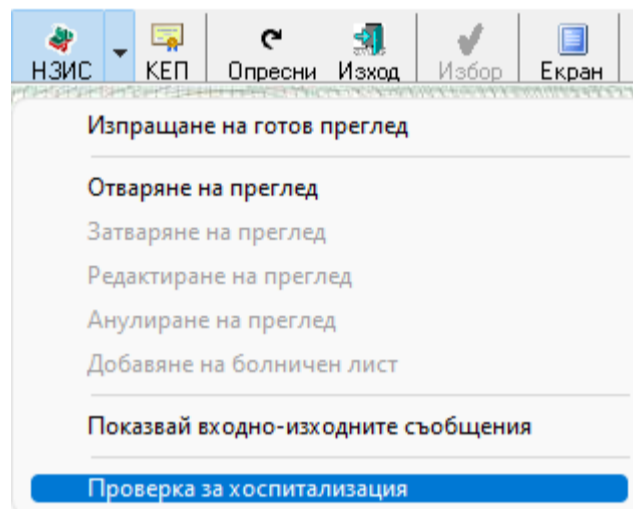 НЗИС КЕП Опресни Изход Избор Екран
Изпращане на готов преглед
Отваряне на преглед
Затваряне на преглед
Редактиране на преглед
Анулиране на преглед
Добавяне на болничен лист
Показвай входно-изходните съобщения
Проверка за хоспитализация